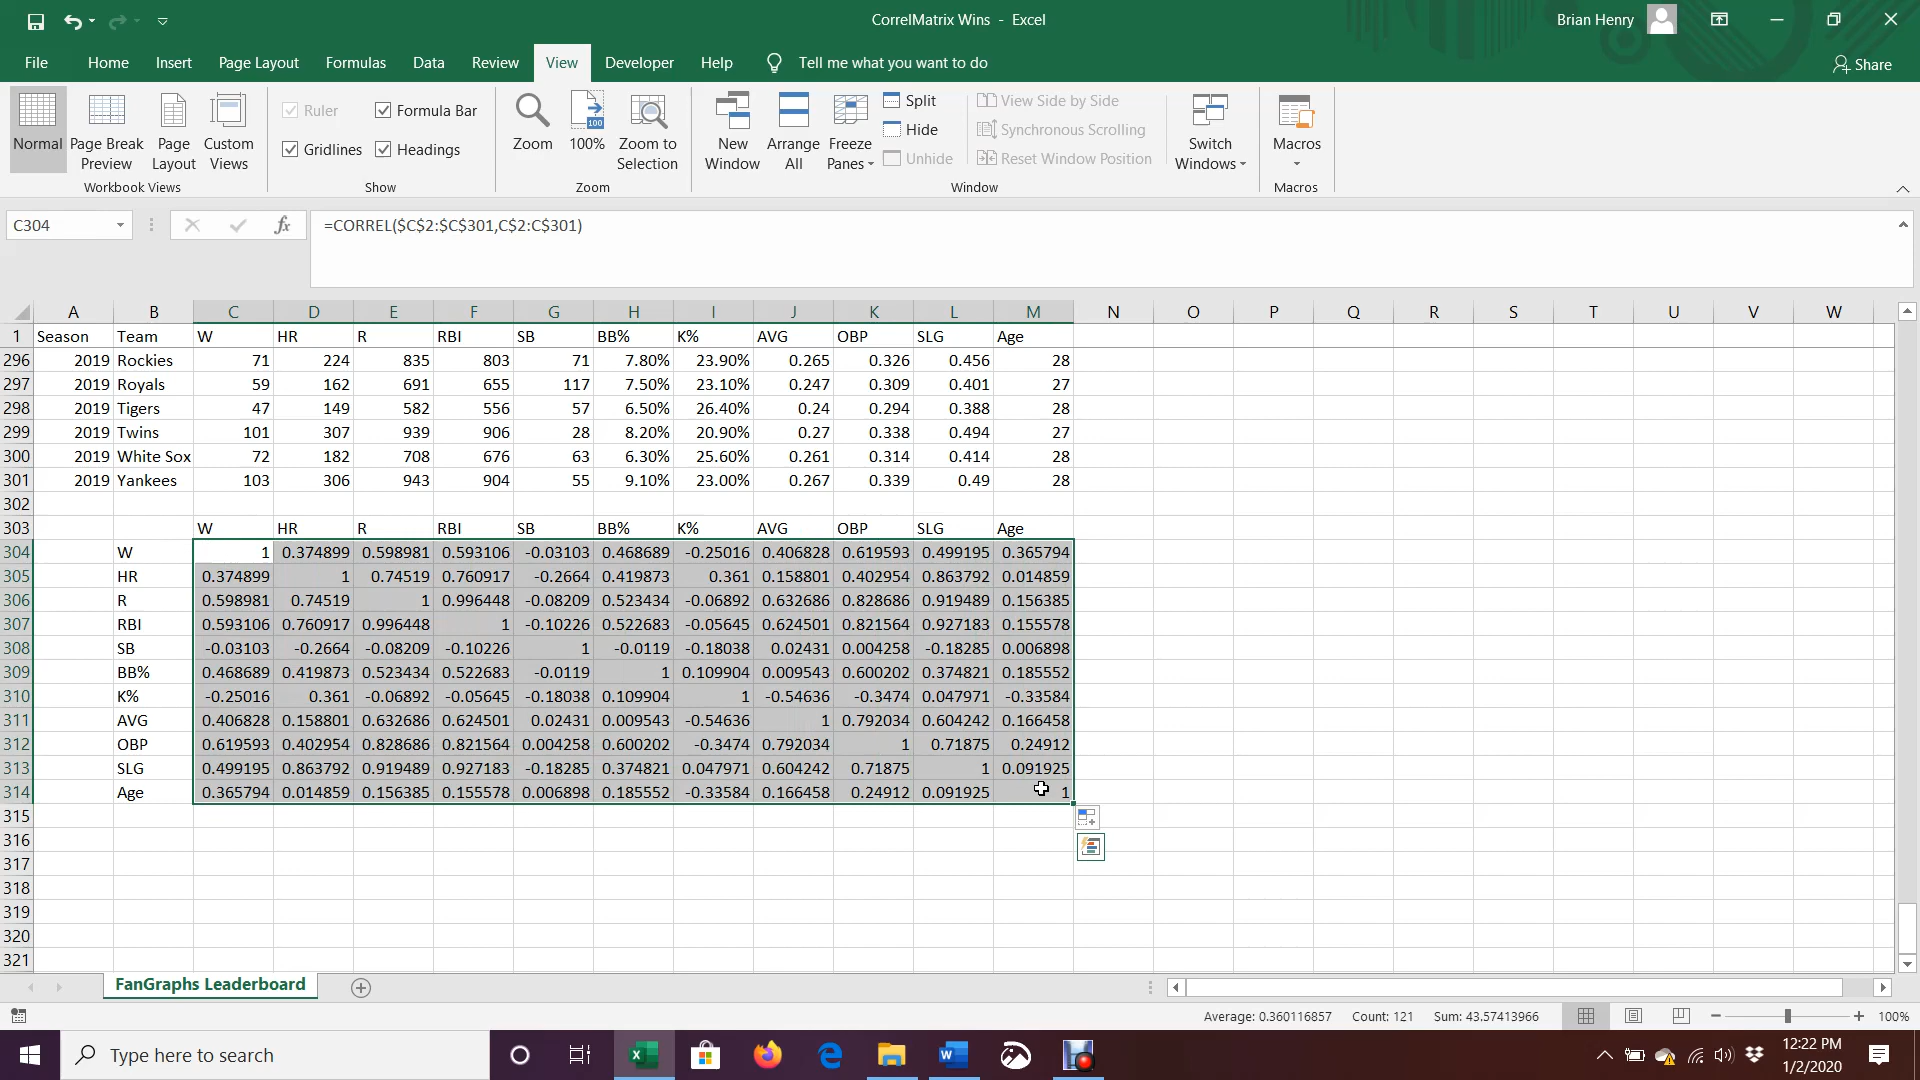 CorrelMatrix Wins - Excel
Brian Henry
File Home Insert Page Layout Formulas Data Review View Developer Help Tell me what you want to do Share
Normal
Page Break Preview
Page Layout
Custom Views
Workbook Views
Ruler
Formula Bar
Gridlines
Headings
Show
Zoom
100
100%
Zoom to Selection
Zoom
New Window
Arrange All
Freeze Panes
Split
Hide
Unhide
View Side by Side
Synchronous Scrolling
Reset Window Position
Window
Switch Windows
Macros
Macros
C304 fx =CORREL($C$2:$C$301,C$2:C$301)
A B C D E F G H I J K L M N O P Q R S T U V W
1 Season Team W HR R RBI SB BB% K% AVG OBP SLG Age
296 2019 Rockies 71 224 835 803 71 7.80% 23.90% 0.265 0.326 0.456 28
297 2019 Royals 59 162 691 655 117 7.50% 23.10% 0.247 0.309 0.401 27
298 2019 Tigers 47 149 582 556 57 6.50% 26.40% 0.24 0.294 0.388 28
299 2019 Twins 101 307 939 906 28 8.20% 20.90% 0.27 0.338 0.494 27
300 2019 White Sox 72 182 708 676 63 6.30% 25.60% 0.261 0.314 0.414 28
301 2019 Yankees 103 306 943 904 55 9.10% 23.00% 0.267 0.339 0.49 28
302
303 W HR R RBI SB BB% K% AVG OBP SLG Age
304 W 1 0.374899 0.598981 0.593106 -0.03103 0.468689 -0.25016 0.406828 0.619593 0.499195 0.365794
305 HR 0.374899 1 0.74519 0.760917 -0.2664 0.419873 0.361 0.158801 0.402954 0.863792 0.014859
306 R 0.598981 0.74519 1 0.996448 -0.08209 0.523434 -0.06892 0.632686 0.828686 0.919489 0.156385
307 RBI 0.593106 0.760917 0.996448 1 -0.10226 0.522683 -0.05645 0.624501 0.821564 0.927183 0.155578
308 SB -0.03103 -0.2664 -0.08209 -0.10226 1 -0.0119 -0.18038 0.02431 0.004258 -0.18285 0.006898
309 BB% 0.468689 0.419873 0.523434 0.522683 -0.0119 1 0.109904 0.009543 0.600202 0.374821 0.185552
310 K% -0.25016 0.361 -0.06892 -0.05645 -0.18038 0.109904 1 -0.54636 -0.3474 0.047971 -0.33584
311 AVG 0.406828 0.158801 0.632686 0.624501 0.02431 0.009543 -0.54636 1 0.792034 0.604242 0.166458
312 OBP 0.619593 0.402954 0.828686 0.821564 0.004258 0.600202 -0.3474 0.792034 1 0.71875 0.24912
313 SLG 0.499195 0.863792 0.919489 0.927183 -0.18285 0.374821 0.047971 0.604242 0.71875 1 0.091925
314 Age 0.365794 0.014859 0.156385 0.155578 0.006898 0.185552 -0.33584 0.166458 0.24912 0.091925 1
315
316
317
318
319
320
321
FanGraphs Leaderboard
Average: 0.360116857 Count: 121 Sum: 43.57413966 100%
Type here to search
12:22 PM
1/2/2020